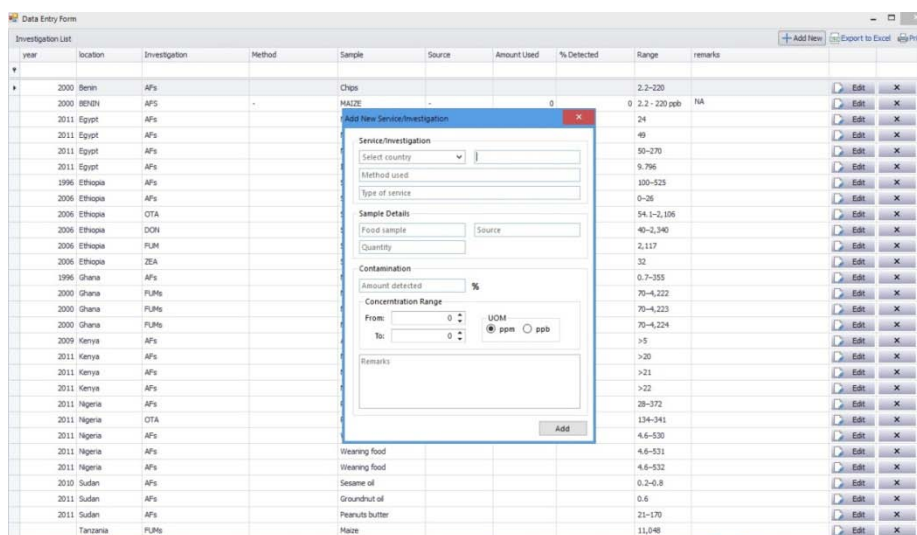 Data Entry Form
Investigation List Add New Export to Excel
year location Investigation Method Sample Source Amount Used % Detected Range remarks
2000 Benin AFs Chips 2.2–220 Edit
2000 BENIN AFS - MAIZE - 0 0 2.2 - 220 ppb NA Edit
2011 Egypt AFs 24 Edit
2011 Egypt AFs 49 Edit
2011 Egypt AFs 50–270 Edit
2011 Egypt AFs 9.796 Edit
1996 Ethiopia AFs 100–525 Edit
2006 Ethiopia AFs 0–26 Edit
2006 Ethiopia OTA 54.1–2,106 Edit
2006 Ethiopia DON 40–2,340 Edit
2006 Ethiopia FUM 2,117 Edit
2006 Ethiopia ZEA 32 Edit
1996 Ghana AFs 0.7–355 Edit
2000 Ghana FUMs 70–4,222 Edit
2000 Ghana FUMs 70–4,223 Edit
2000 Ghana FUMs 70–4,224 Edit
2009 Kenya AFs >5 Edit
2011 Kenya AFs >20 Edit
2011 Kenya AFs >21 Edit
2011 Kenya AFs >22 Edit
2011 Nigeria AFs 28–372 Edit
2011 Nigeria OTA 134–341 Edit
2011 Nigeria AFs 4.6–530 Edit
2011 Nigeria AFs Weaning food 4.6–531 Edit
2011 Nigeria AFs Weaning food 4.6–532 Edit
2010 Sudan AFs Sesame oil 0.2–0.8 Edit
2011 Sudan AFs Groundnut oil 0.6 Edit
2011 Sudan AFs Peanuts butter 21–170 Edit
Tanzania FUMs Maize 11,048 Edit
Add New Service/Investigation
Service/Investigation
Select country
Method used
Type of service
Sample Details
Food sample Source
Quantity
Contamination
Amount detected %
Concerntration Range
From: 0 UOM
ppm ppb
To: 0
Remarks
Add